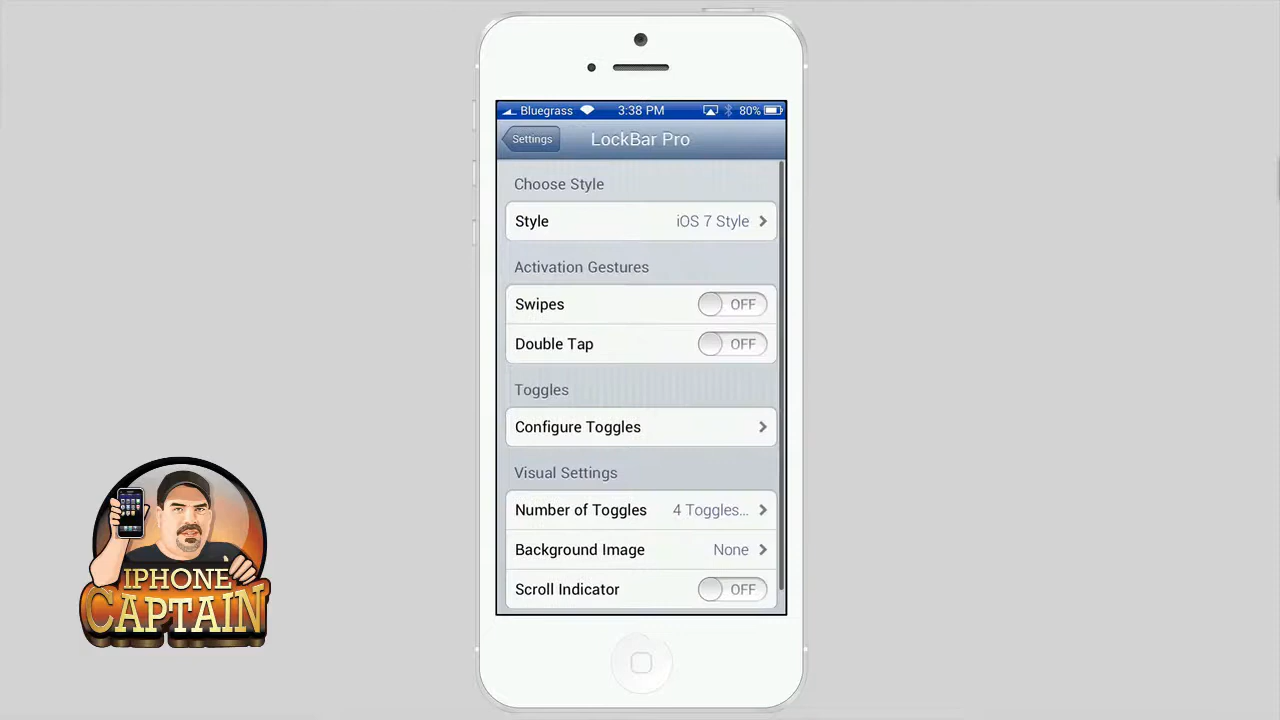 Bluegrass 3:38 PM 80%
Settings LockBar Pro
Choose Style
Style iOS 7 Style
Activation Gestures
Swipes OFF
Double Tap OFF
Toggles
Configure Toggles
Visual Settings
Number of Toggles 4 Toggles...
Background Image None
Scroll Indicator OFF
IPHONE
CAPTAIN